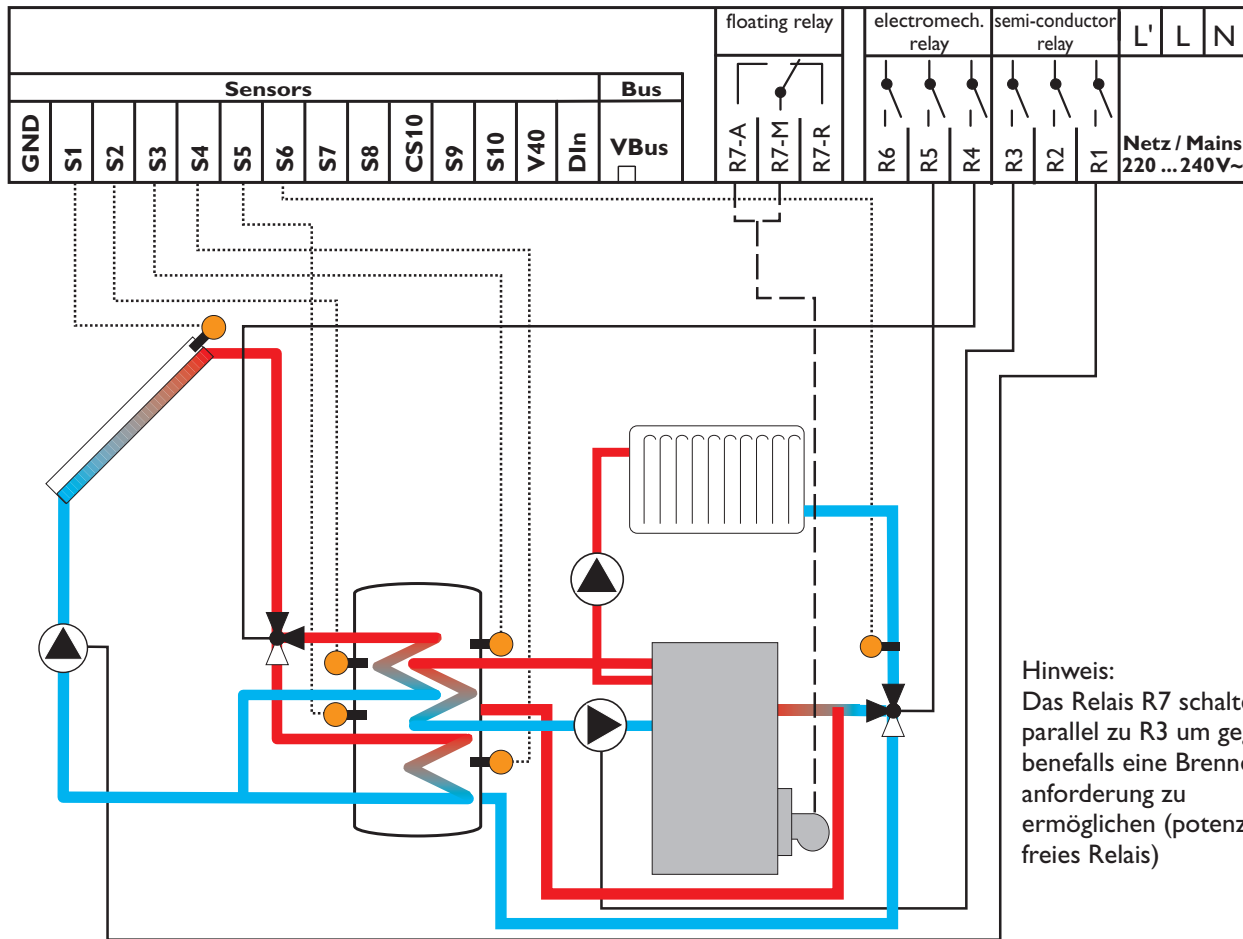 floating relay
electromech. relay
semi-conductor relay
L' L N
Sensors
Bus
GND S1 S2 S3 S4 S5 S6 S7 S8 CS10 S9 S10 V40 DIn
VBus
R7-A R7-M R7-R
R6 R5 R4 R3 R2 R1
Netz / Mains
220 ... 240V~
Hinweis:
Das Relais R7 schalte
parallel zu R3 um geg
benefalls eine Brenne
anforderung zu
ermöglichen (potenz
freies Relais)